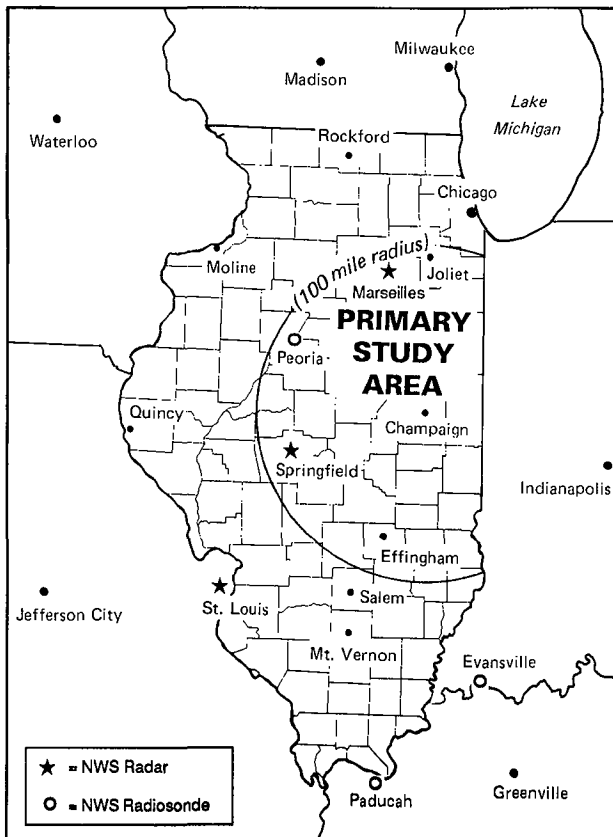 Milwaukee
Madison
Lake
Michigan
Waterloo
Rockford
Chicago
Moline
(100 mile radius)
Joliet
Marseilles
PRIMARY
STUDY
AREA
Peoria
Quincy
Champaign
Springfield
Indianapolis
Effingham
Jefferson City
St. Louis
Salem
Mt. Vernon
Evansville
= NWS Radar
= NWS Radiosonde
Paducah
Greenville